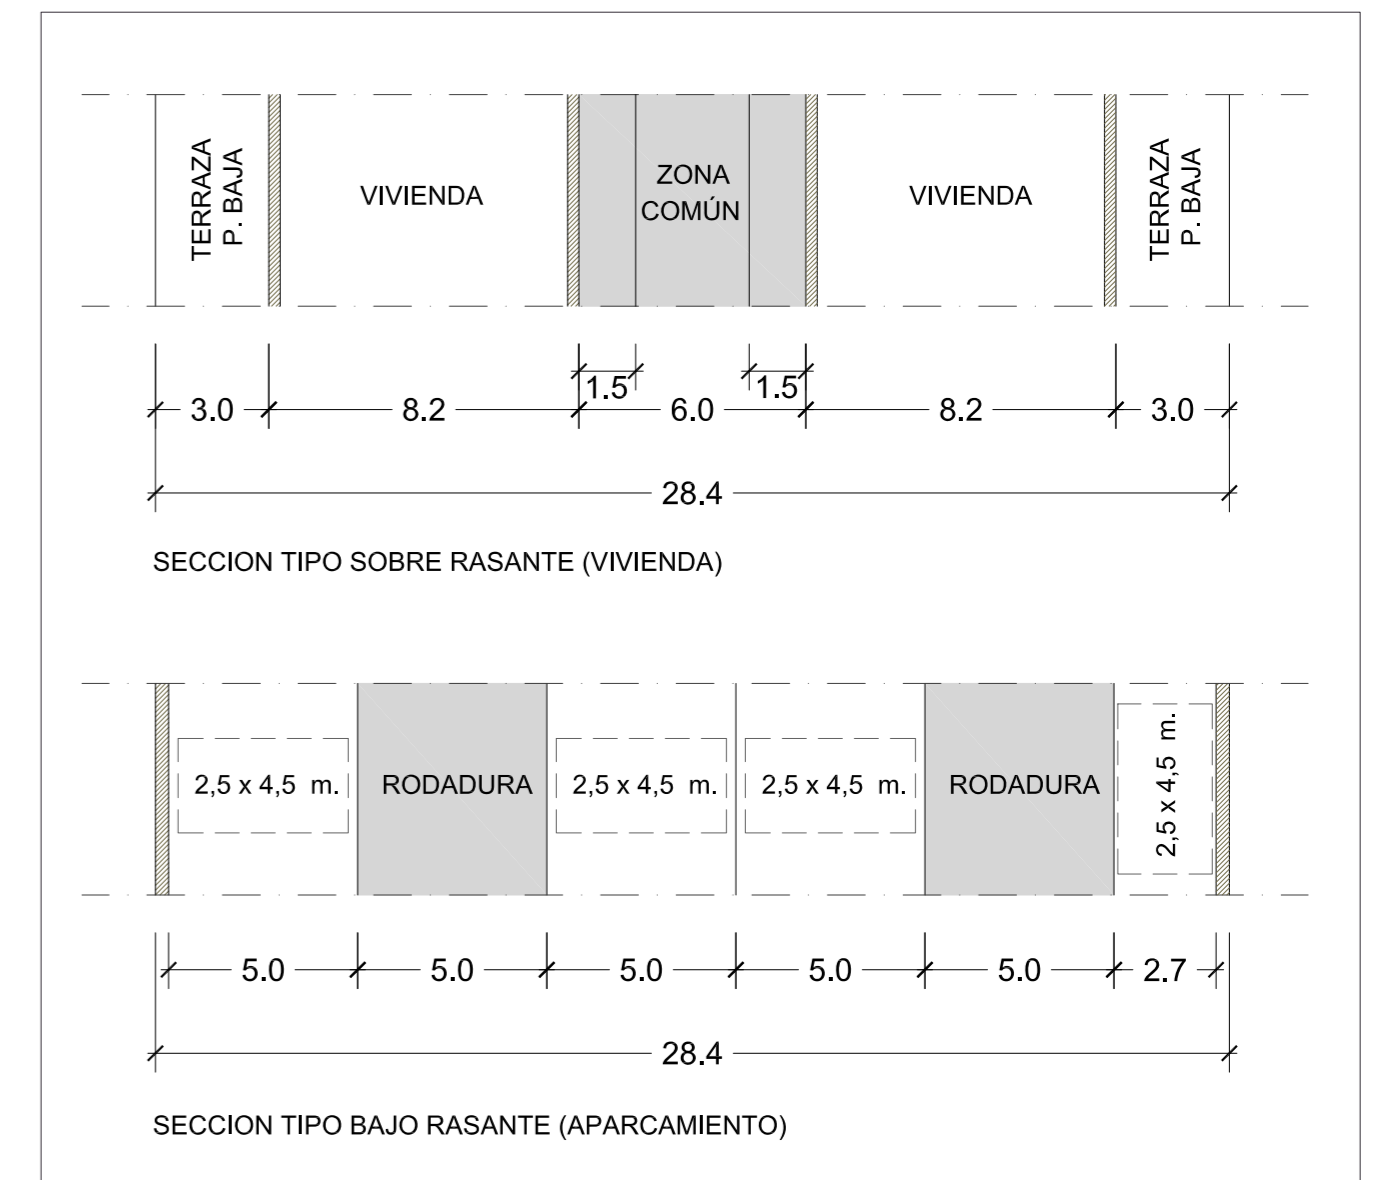 TERRAZA
P. BAJA
VIVIENDA
ZONA
COMÚN
VIVIENDA
TERRAZA
P. BAJA
1.5
1.5
3.0
8.2
6.0
8.2
3.0
28.4
SECCION TIPO SOBRE RASANTE (VIVIENDA)
2,5 x 4,5 m.
RODADURA
2,5 x 4,5 m.
2,5 x 4,5 m.
RODADURA
2,5 x 4,5 m.
5.0
5.0
5.0
5.0
5.0
2.7
28.4
SECCION TIPO BAJO RASANTE (APARCAMIENTO)